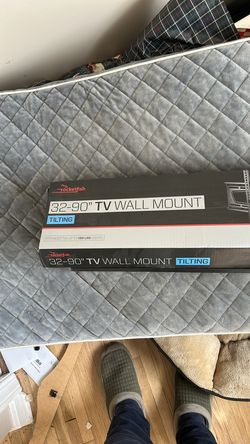 rocketfish
32-90" TV WALL MOUNT
TILTING
rocketfish
32-90" TV WALL MOUNT TILTING